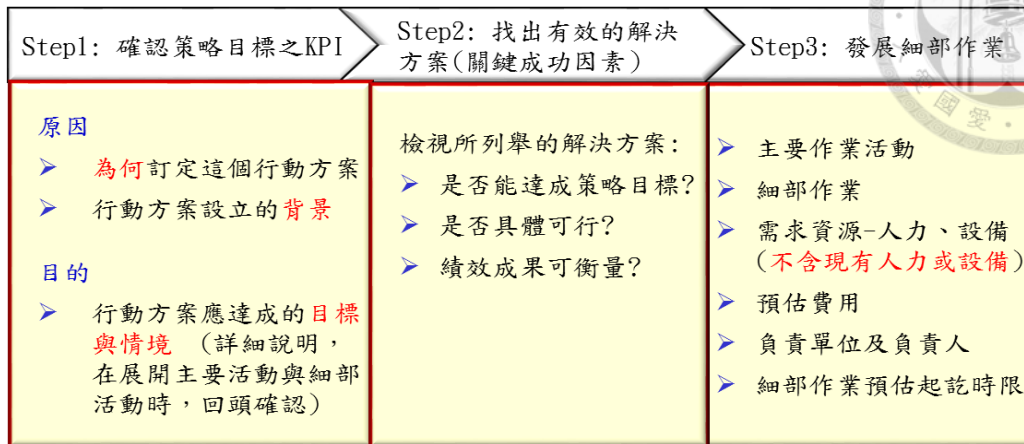 Step1: 確認策略目標之KPI
Step2: 找出有效的解決
方案(關鍵成功因素)
Step3: 發展細部作業
原因
➤ 為何訂定這個行動方案
➤ 行動方案設立的背景
目的
➤ 行動方案應達成的目標
與情境 （詳細說明，
在展開主要活動與細部
活動時，回頭確認）
檢視所列舉的解決方案:
➤ 是否能達成策略目標?
➤ 是否具體可行?
➤ 績效成果可衡量?
➤ 主要作業活動
➤ 細部作業
➤ 需求資源-人力、設備
(不含現有人力或設備)
➤ 預估費用
➤ 負責單位及負責人
➤ 細部作業預估起訖時限
愛國愛